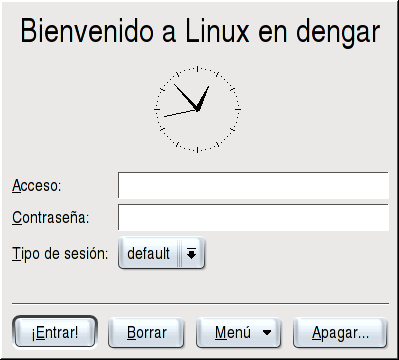 Bienvenido a Linux en dengar
Acceso:
Contraseña:
Tipo de sesión: default
¡Entrar! Borrar Menú Apagar...